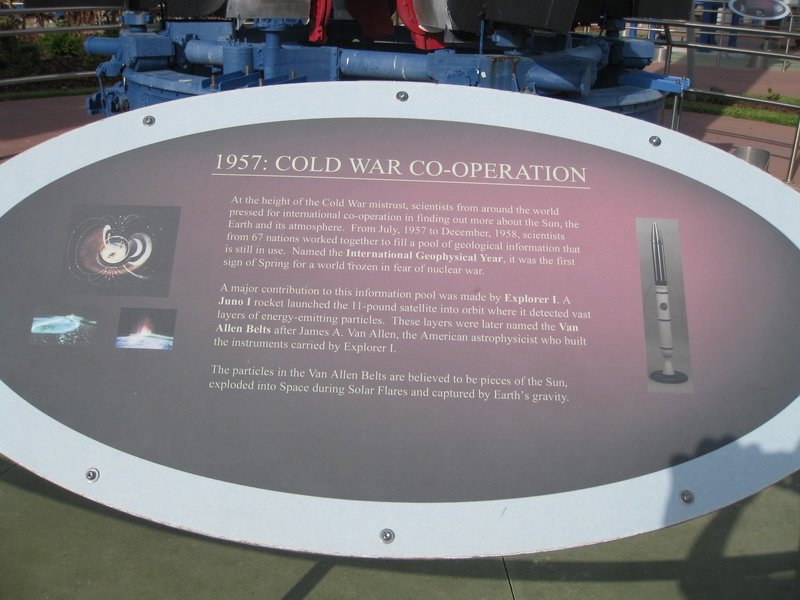 1957: COLD WAR CO-OPERATION
At the height of the Cold War mistrust, scientists from around the world
pressed for international co-operation in finding out more about the Sun, the
Earth and its atmosphere. From July, 1957 to December, 1958, scientists
from 67 nations worked together to fill a pool of geological information that
is still in use. Named the International Geophysical Year, it was the first
sign of Spring for a world frozen in fear of nuclear war.
A major contribution to this information pool was made by Explorer I. A
Juno I rocket launched the 11-pound satellite into orbit where it detected vast
layers of energy-emitting particles. These layers were later named the Van
Allen Belts after James A. Van Allen, the American astrophysicist who built
the instruments carried by Explorer I.
The particles in the Van Allen Belts are believed to be pieces of the Sun,
exploded into Space during Solar Flares and captured by Earth's gravity.